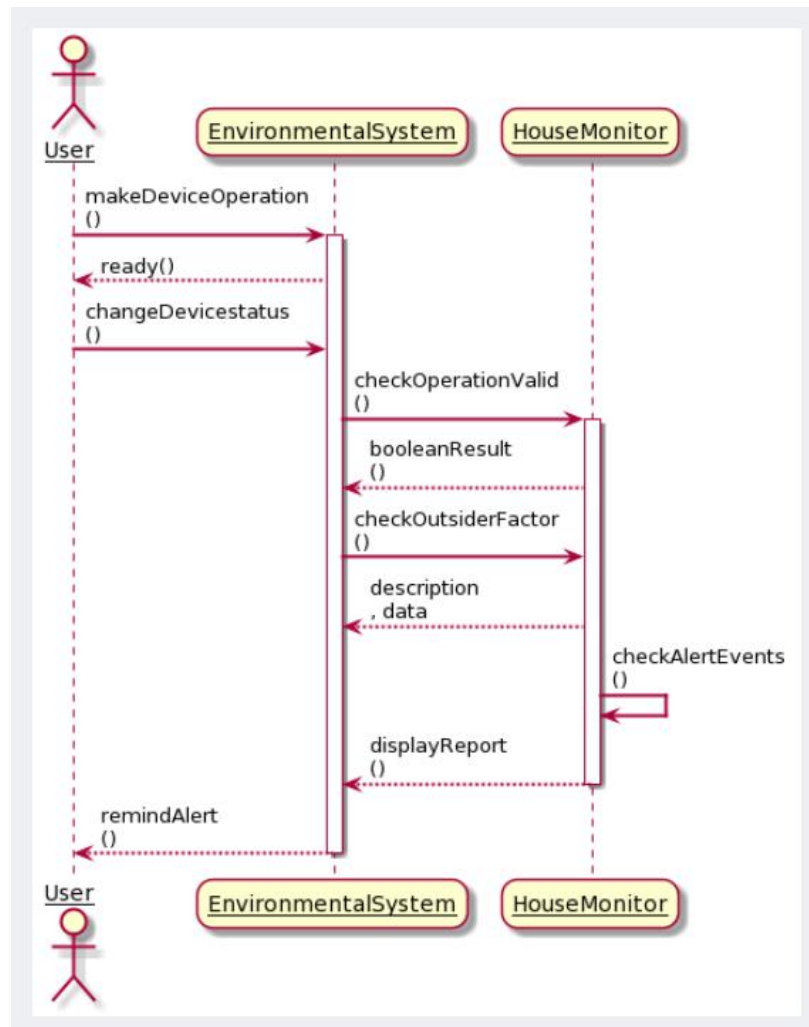 User
EnvironmentalSystem
HouseMonitor
makeDeviceOperation
()
ready()
changeDevicestatus
()
checkOperationValid
()
booleanResult
()
checkOutsiderFactor
()
description
, data
checkAlertEvents
()
displayReport
()
remindAlert
()
User
EnvironmentalSystem
HouseMonitor